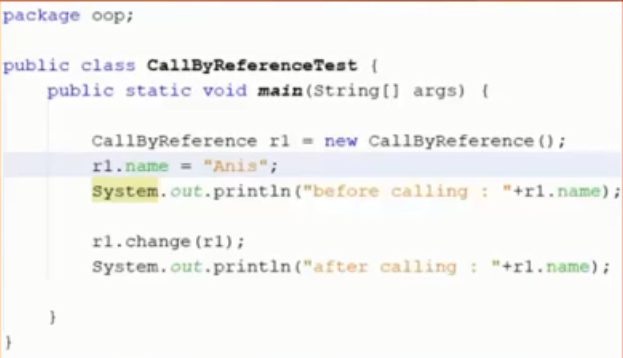 package oop;
public class CallByReferenceTest {
public static void main(String[] args) {
CallByReference r1 = new CallByReference();
r1.name = "Anis";
System.out.println("before calling : "+r1.name);
r1.change(r1);
System.out.println("after calling : "+r1.name);
}
}